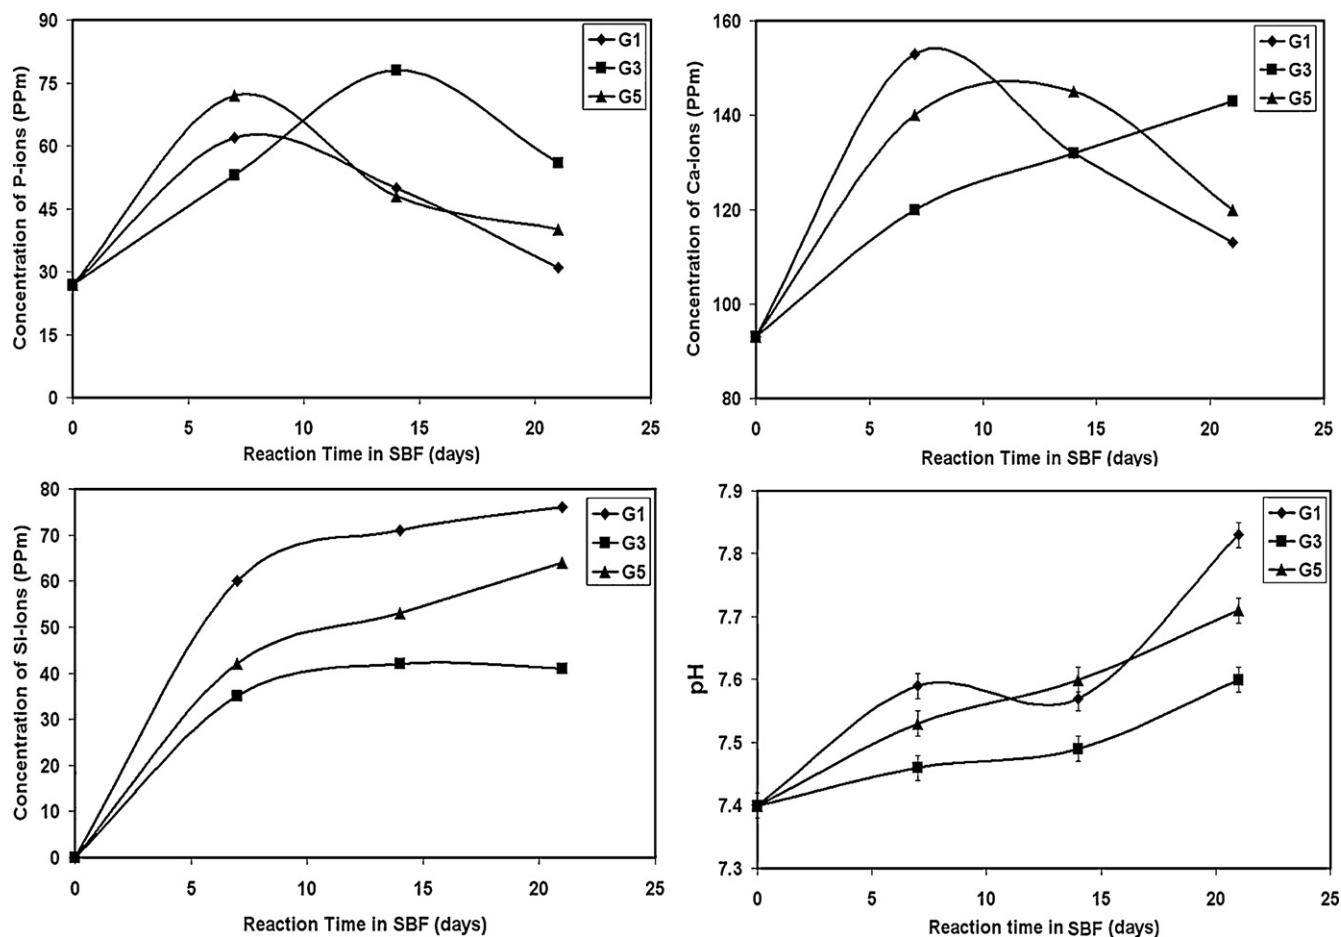 90
75
60
45
30
15
0
Concentration of P-ions (PPm)
0 5 10 15 20 25
Reaction Time in SBF (days)
G1
G3
G5
160
140
120
100
80
Concentration of Ca-Ions (PPm)
0 5 10 15 20 25
Reaction Time in SBF (days)
G1
G3
G5
80
70
60
50
40
30
20
10
0
Concentration of Si-Ions (PPm)
0 5 10 15 20 25
Reaction Time in SBF (days)
G1
G3
G5
7.9
7.8
7.7
7.6
7.5
7.4
7.3
pH
0 5 10 15 20 25
Reaction time in SBF (days)
G1
G3
G5